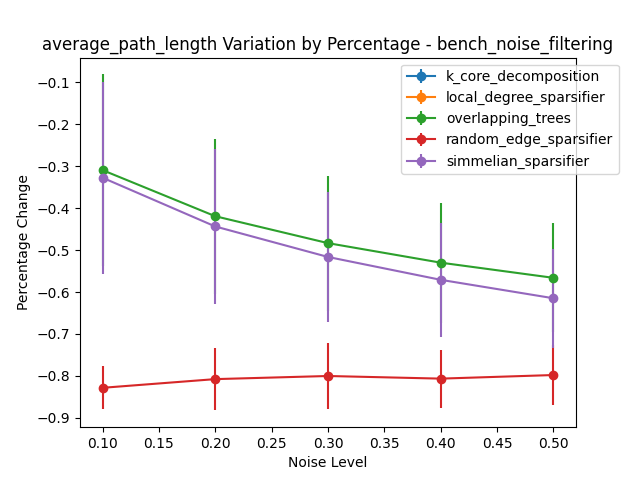 average_path_length Variation by Percentage - bench_noise_filtering
k_core_decomposition
local_degree_sparsifier
overlapping_trees
random_edge_sparsifier
simmelian_sparsifier
Percentage Change
−0.1
−0.2
−0.3
−0.4
−0.5
−0.6
−0.7
−0.8
−0.9
0.10 0.15 0.20 0.25 0.30 0.35 0.40 0.45 0.50
Noise Level